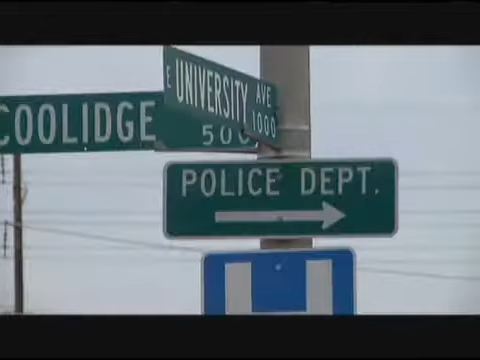 COOLIDGE
500
E UNIVERSITY AVE
1000
POLICE DEPT.
H